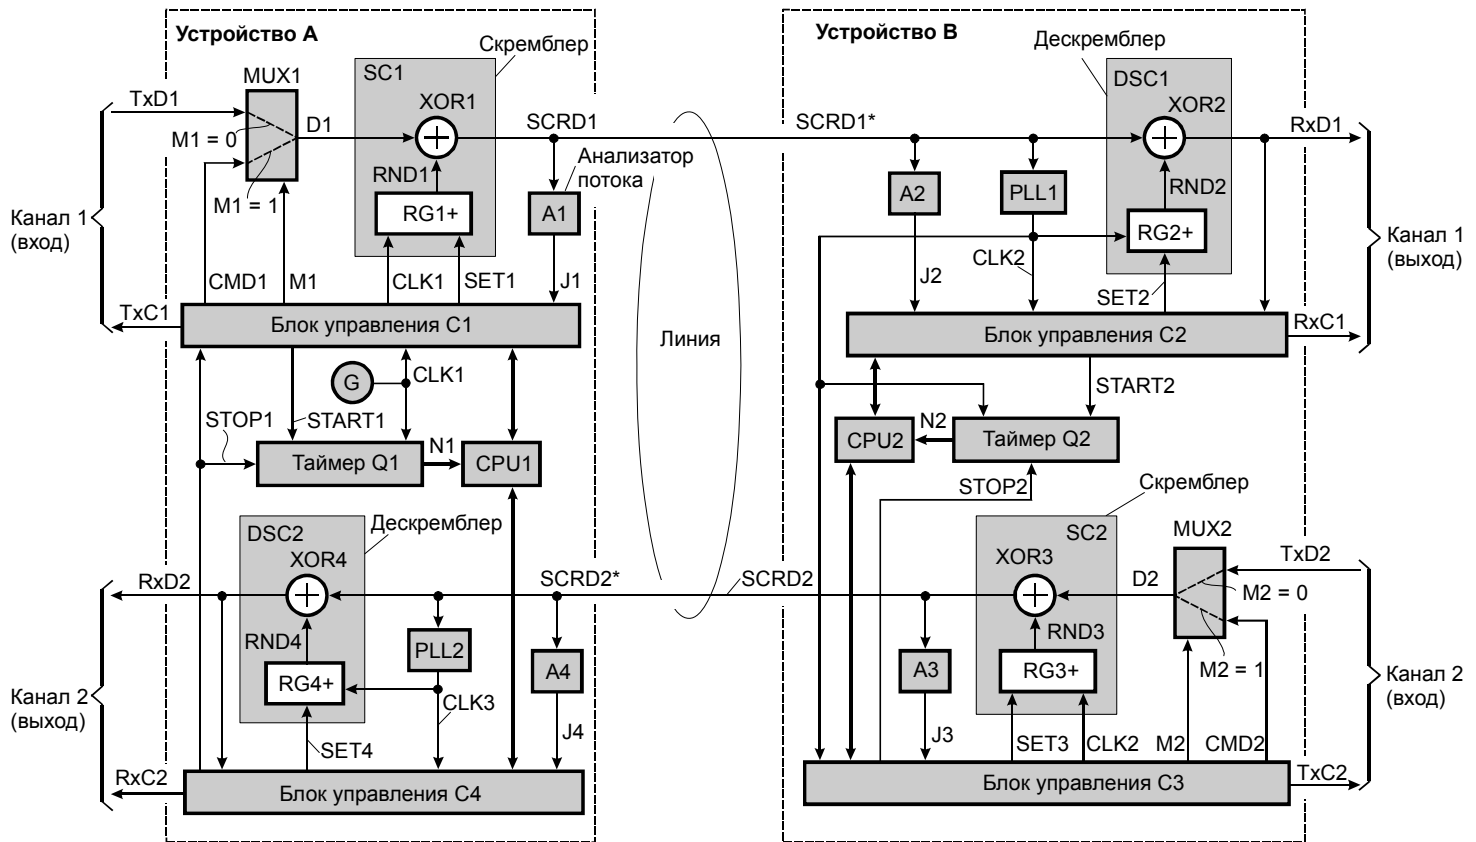 Устройство A
Скремблер
SC1
MUX1
TxD1
M1 = 0
D1
XOR1
SCRD1
RND1
Анализатор
потока
M1 = 1
RG1+
A1
Канал 1
(вход)
CMD1
M1
CLK1
SET1
J1
TxC1
Блок управления C1
G
CLK1
STOP1
START1
N1
Таймер Q1
CPU1
DSC2
Дескремблер
XOR4
RxD2
SCRD2*
RND4
PLL2
A4
RG4+
Канал 2
(выход)
CLK3
SET4
J4
RxC2
Блок управления C4
Линия
SCRD2
Устройство B
Дескремблер
DSC1
XOR2
SCRD1*
RxD1
A2
PLL1
RND2
RG2+
CLK2
J2
SET2
Канал 1
(выход)
RxC1
Блок управления C2
START2
CPU2
N2
Таймер Q2
STOP2
Скремблер
SC2
MUX2
XOR3
TxD2
D2
M2 = 0
RND3
A3
RG3+
M2 = 1
Канал 2
(вход)
J3
SET3
CLK2
M2
CMD2
TxC2
Блок управления C3